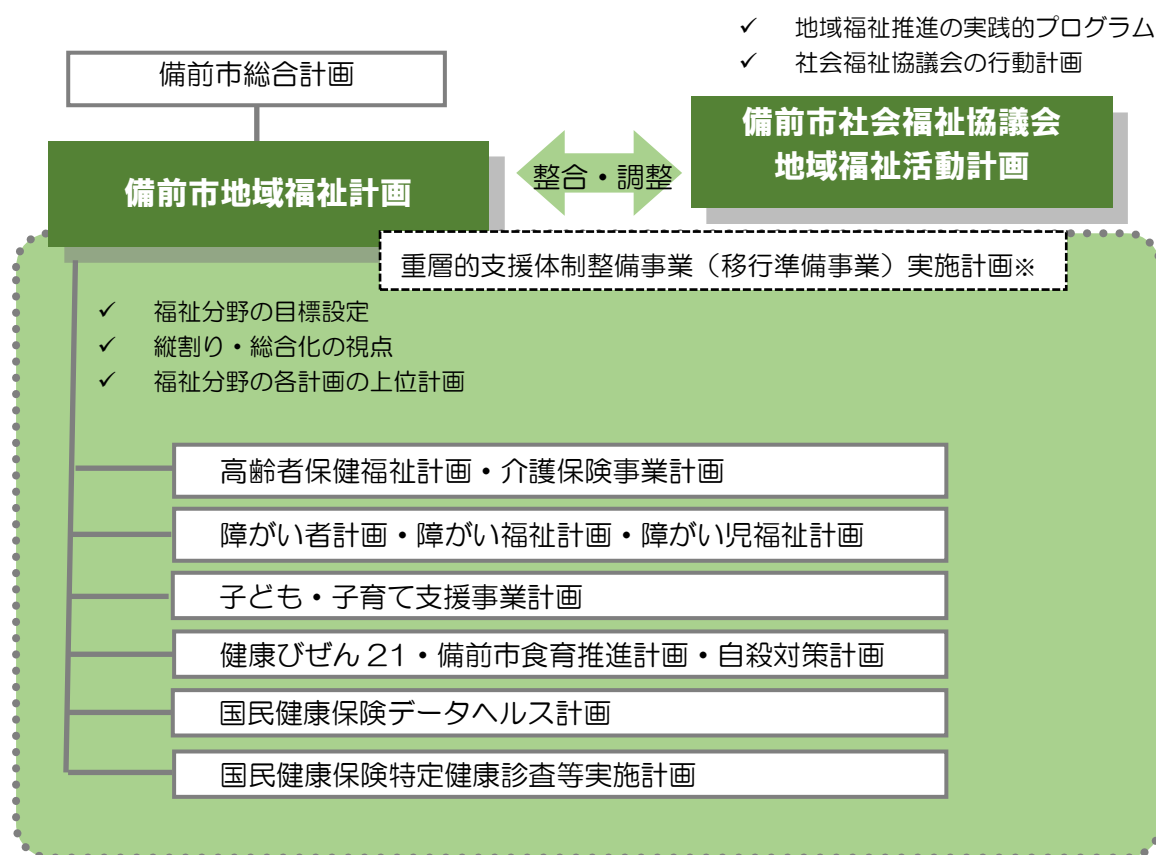 ✓ 地域福祉推進の実践的プログラム
✓ 社会福祉協議会の行動計画
備前市総合計画
備前市社会福祉協議会
地域福祉活動計画
備前市地域福祉計画
整合・調整
重層的支援体制整備事業（移行準備事業）実施計画※
✓ 福祉分野の目標設定
✓ 縦割り・総合化の視点
✓ 福祉分野の各計画の上位計画
高齢者保健福祉計画・介護保険事業計画
障がい者計画・障がい福祉計画・障がい児福祉計画
子ども・子育て支援事業計画
健康びぜん 21・備前市食育推進計画・自殺対策計画
国民健康保険データヘルス計画
国民健康保険特定健康診査等実施計画